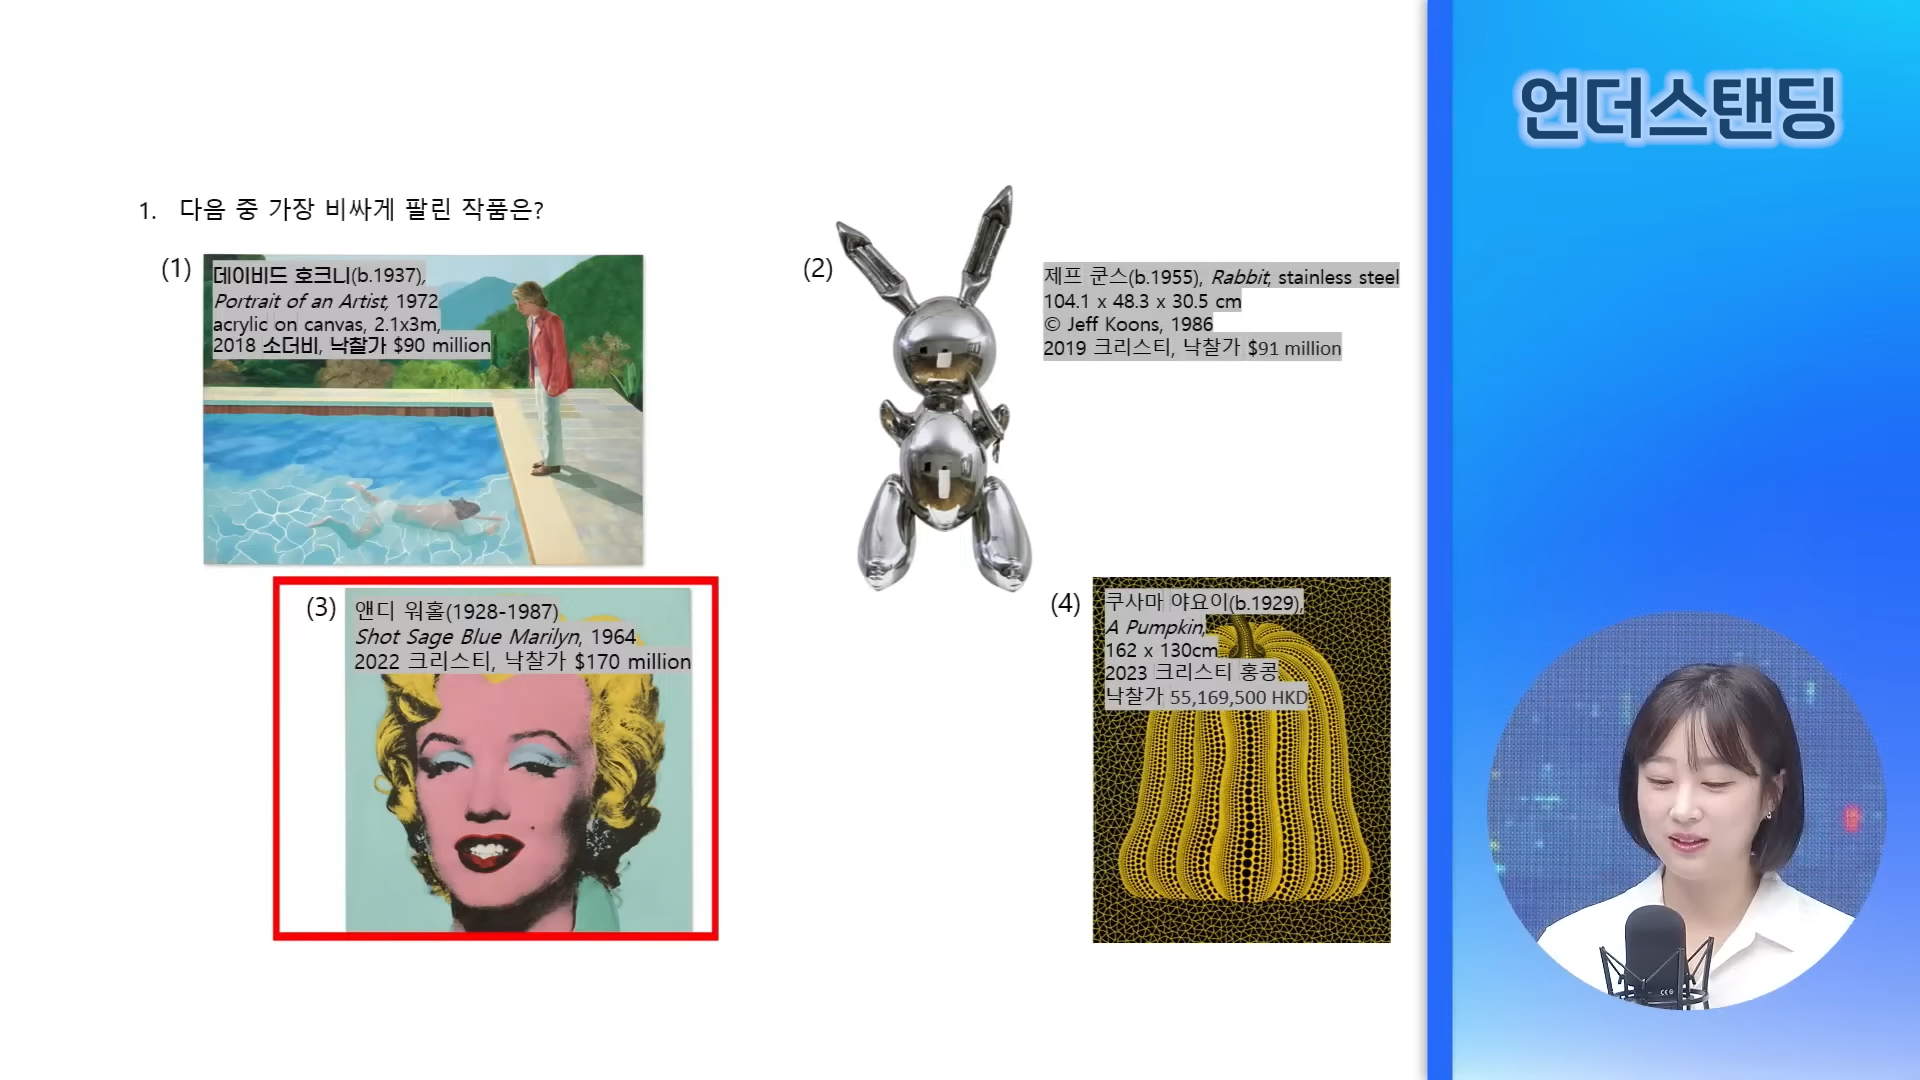 언더스탠딩
1. 다음 중 가장 비싸게 팔린 작품은?
(1)
데이비드 호크니(b.1937),
Portrait of an Artist, 1972
acrylic on canvas, 2.1x3m,
2018 소더비, 낙찰가 $90 million
(2)
제프 쿤스(b.1955), Rabbit, stainless steel
104.1 x 48.3 x 30.5 cm
© Jeff Koons, 1986
2019 크리스티, 낙찰가 $91 million
(3)
앤디 워홀(1928-1987)
Shot Sage Blue Marilyn, 1964
2022 크리스티, 낙찰가 $170 million
(4)
쿠사마 야요이(b.1929),
A Pumpkin,
162 x 130cm
2023 크리스티 홍콩,
낙찰가 55,169,500 HKD